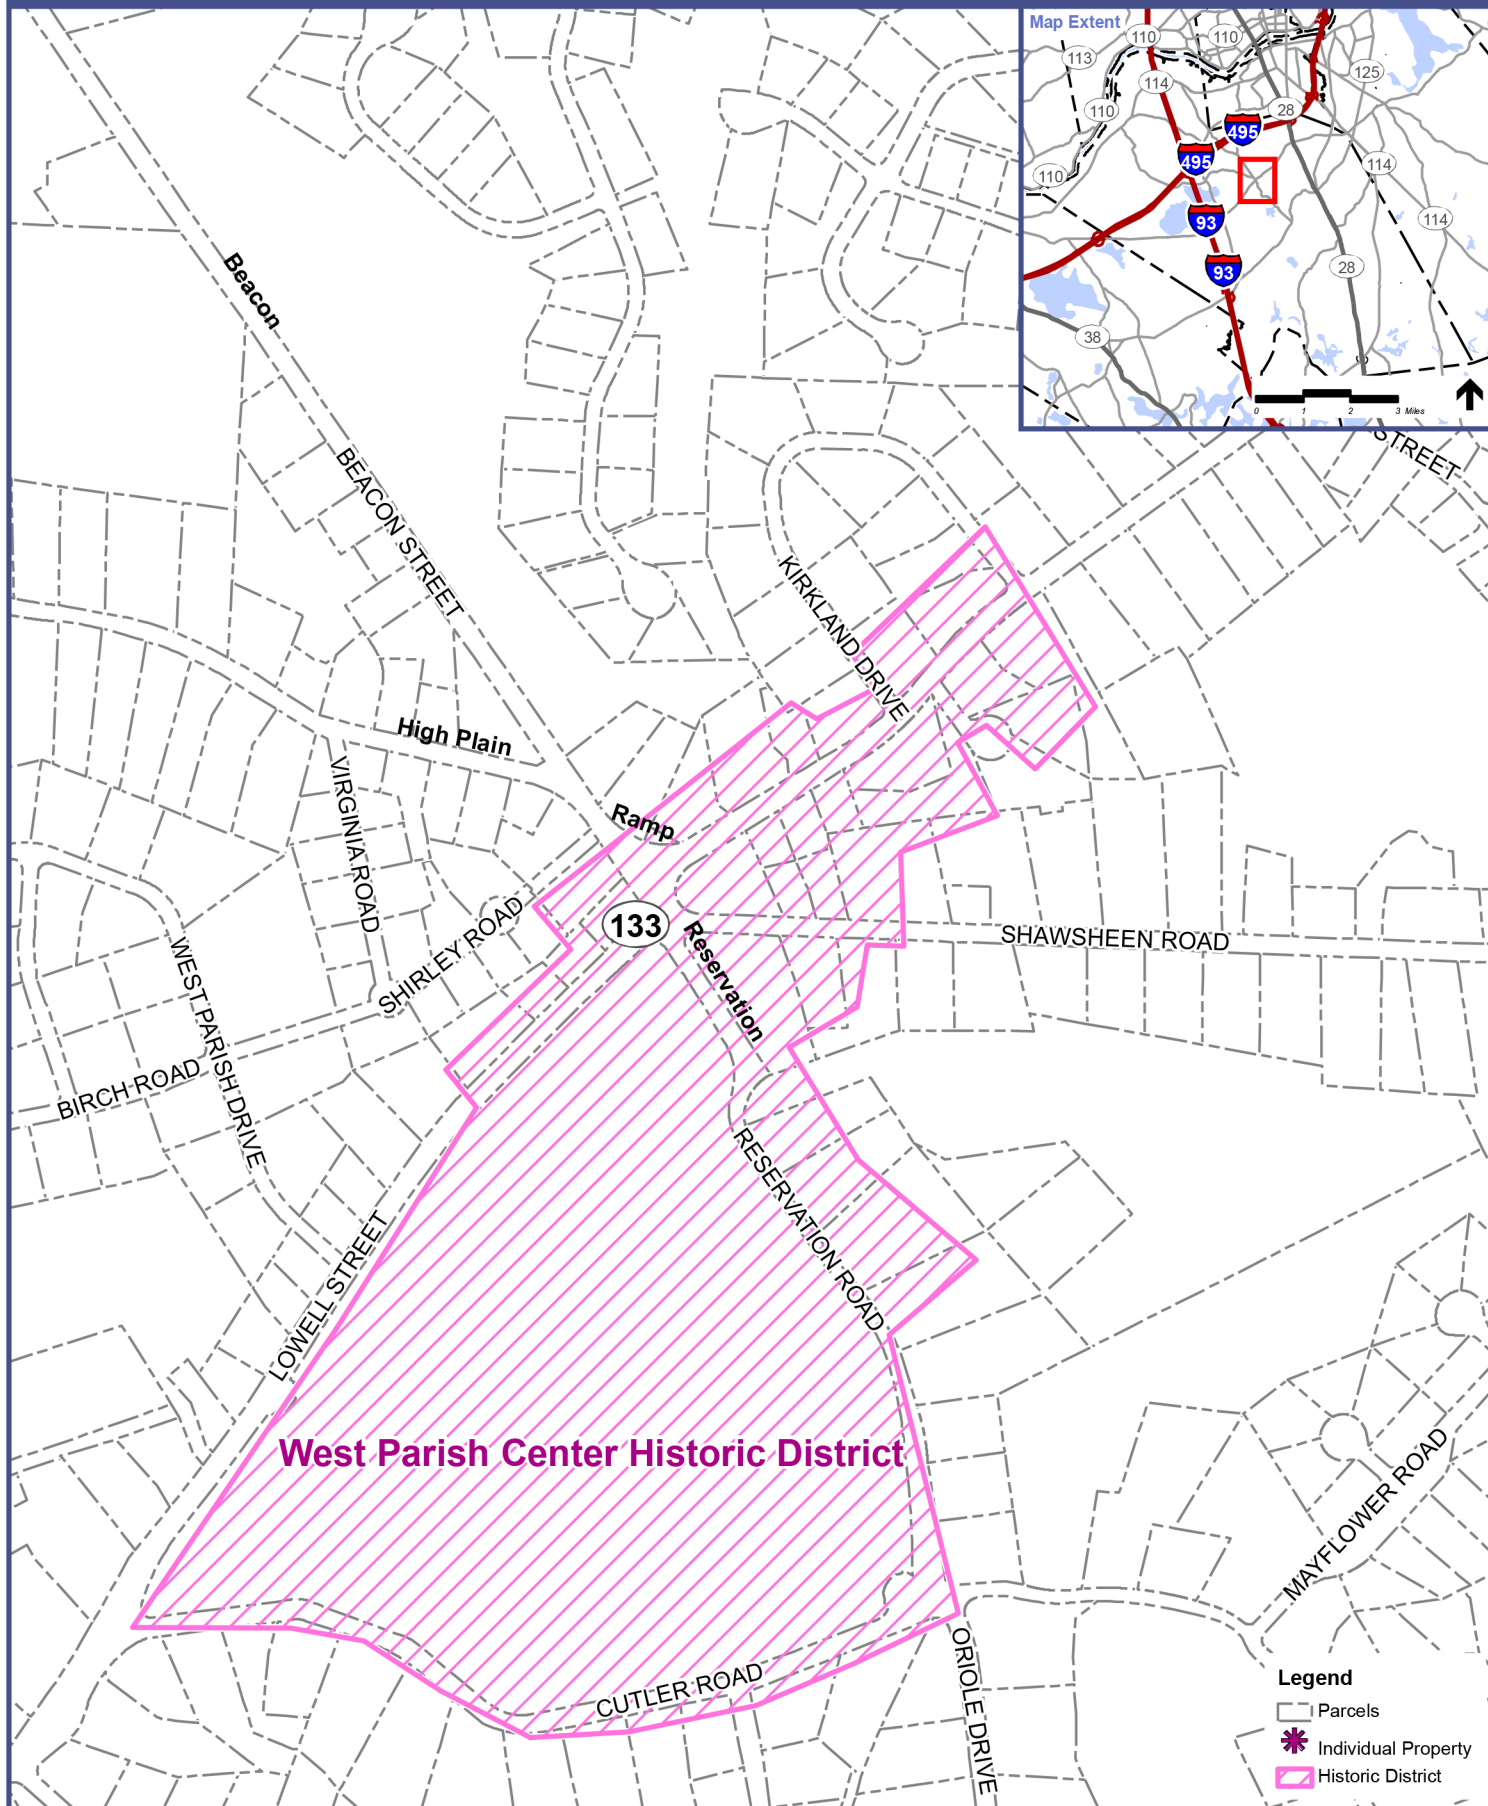 Map Extent
110
110
113
125
114
110
28
495
495
114
110
93
114
28
93
38
0 1 2 3 Miles
STREET
Beacon
BEACON STREET
KIRKLAND DRIVE
High Plain
VIRGINIA ROAD
Ramp
133
Reservation
SHAWSHEEN ROAD
SHIRLEY ROAD
WEST PARISH DRIVE
BIRCH ROAD
RESERVATION ROAD
LOWELL STREET
West Parish Center Historic District
MAYFLOWER ROAD
CUTLER ROAD
ORIOLE DRIVE
Legend
Parcels
Individual Property
Historic District